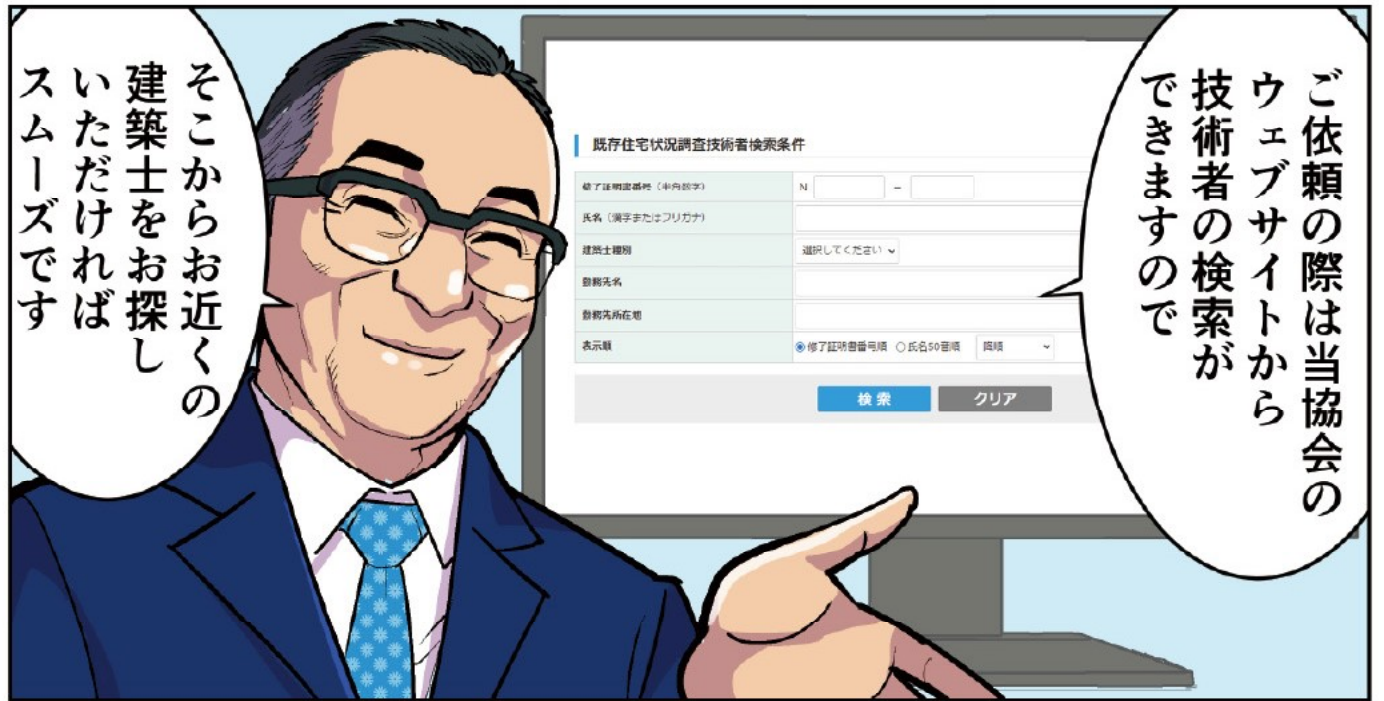 ご依頼の際は当協会の
ウェブサイトから
技術者の検索が
できますので
既存住宅状況調査技術者検索条件
修了証明書番号（半角数字）
N
–
氏名（漢字またはフリガナ）
建築士種別
選択してください
勤務先名
勤務先所在地
表示順
修了証明書番号順
氏名50音順
降順
検索
クリア
そこからお近くの
建築士をお探し
いただければ
スムーズです